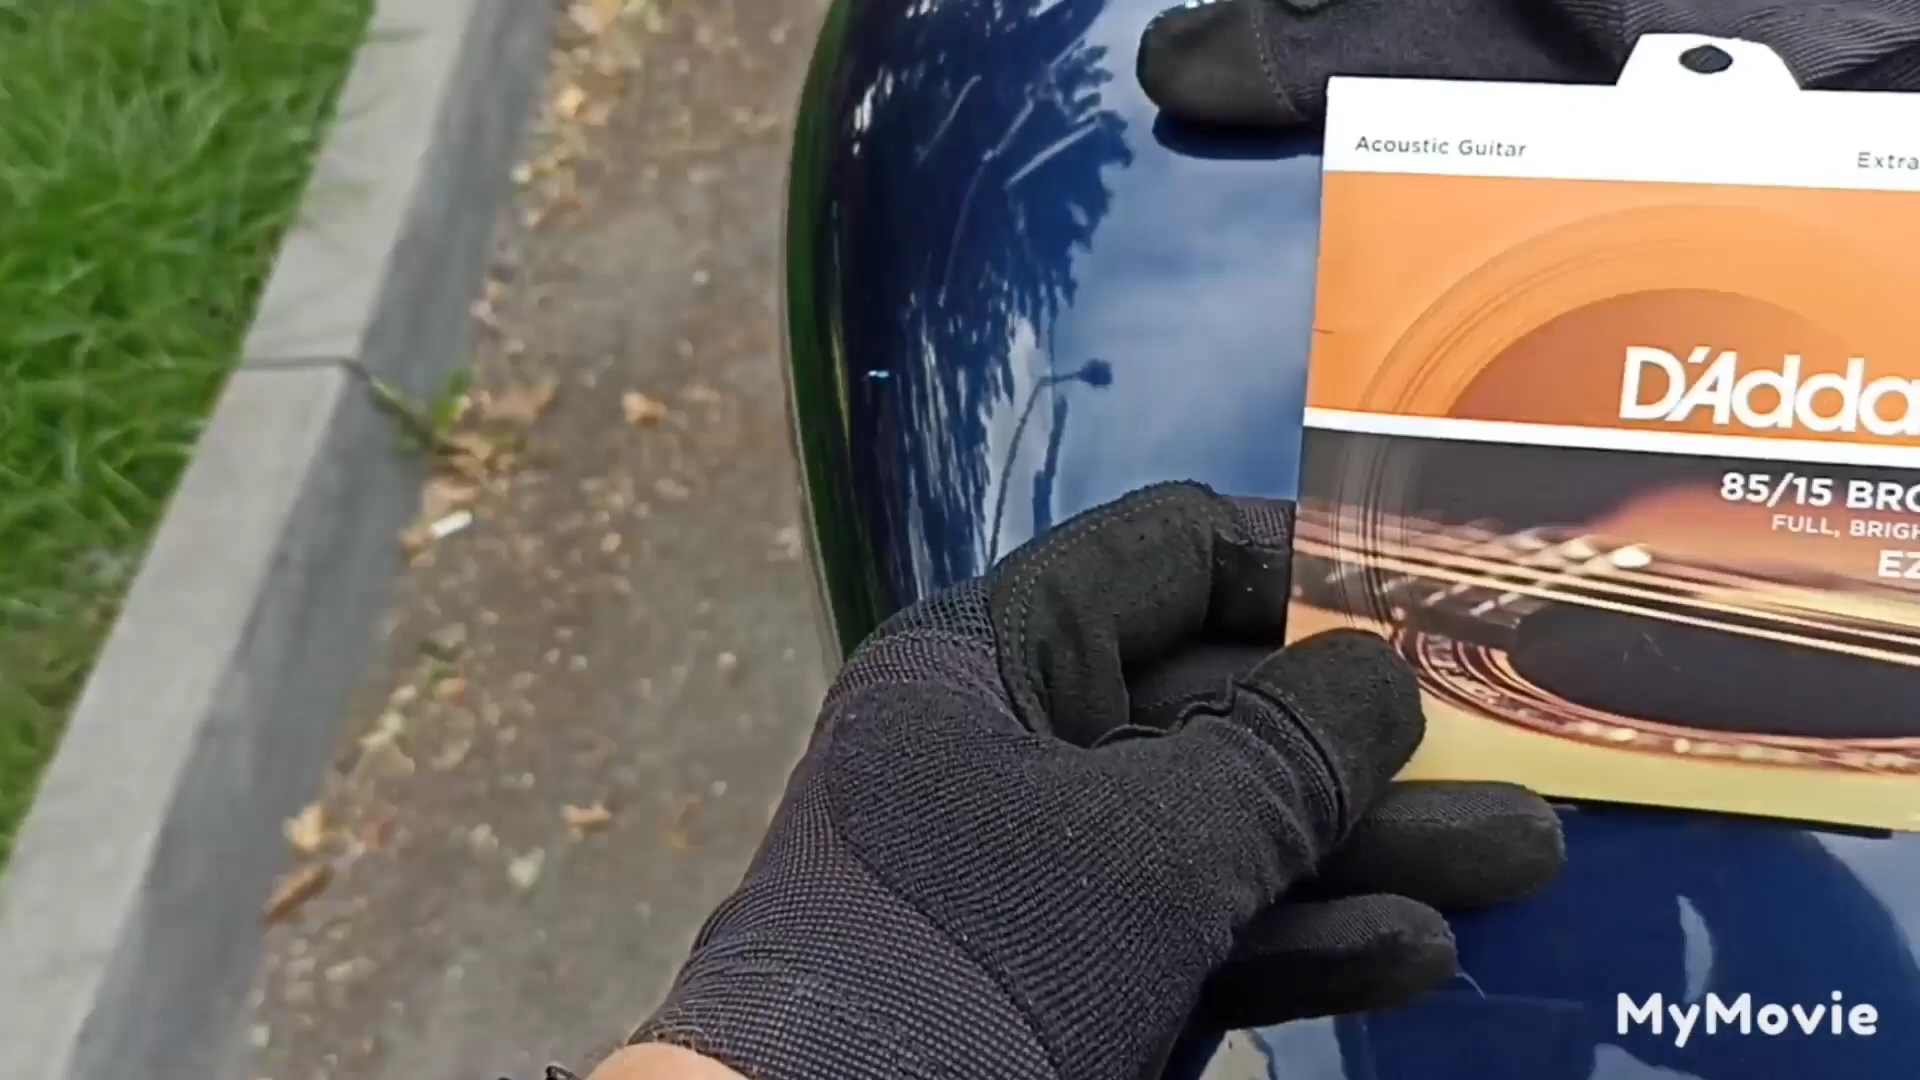 Acoustic Guitar
Extra
D'Adda
85/15 BRO
FULL, BRIGH
EZ
MyMovie